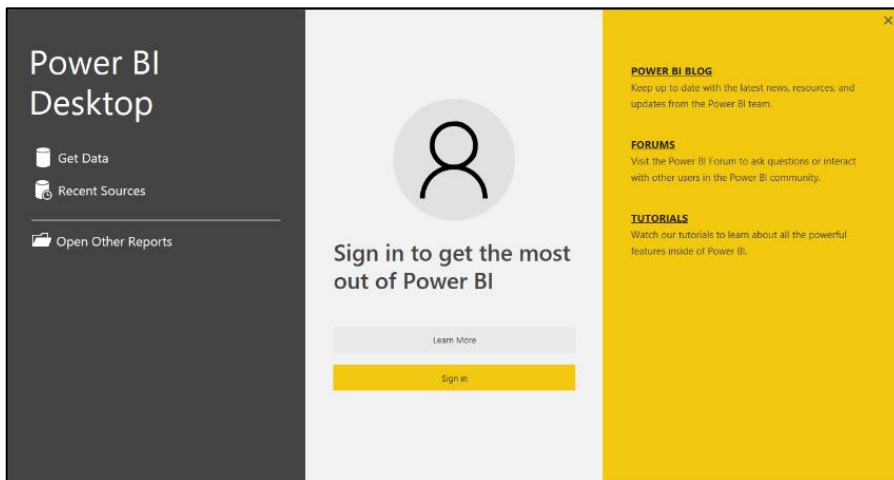 Power BI
Desktop
Get Data
Recent Sources
Open Other Reports
Sign in to get the most
out of Power BI
Learn More
Sign in
POWER BI BLOG
Keep up to date with the latest news, resources, and
updates from the Power BI team.
FORUMS
Visit the Power BI Forum to ask questions or interact
with other users in the Power BI community.
TUTORIALS
Watch our tutorials to learn about all the powerful
features inside of Power BI.